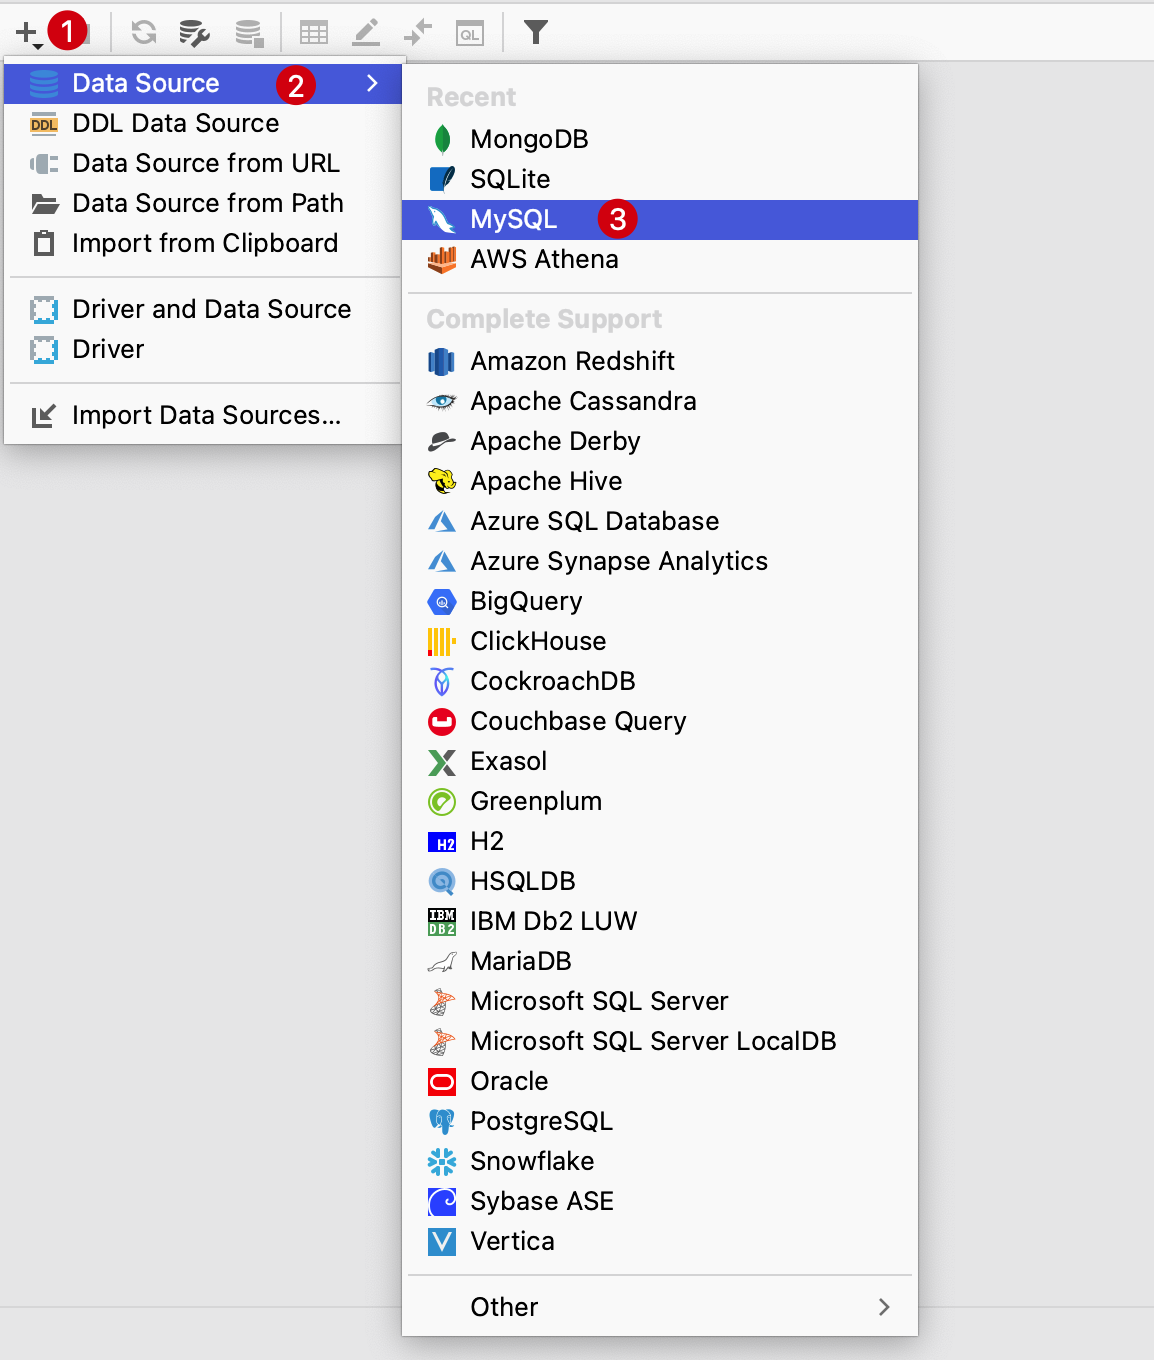 1
QL
Data Source 2
DDL DDL Data Source
Data Source from URL
Data Source from Path
Import from Clipboard
Driver and Data Source
Driver
Import Data Sources...
Recent
MongoDB
SQLite
MySQL 3
AWS Athena
Complete Support
Amazon Redshift
Apache Cassandra
Apache Derby
Apache Hive
Azure SQL Database
Azure Synapse Analytics
BigQuery
ClickHouse
CockroachDB
Couchbase Query
Exasol
Greenplum
H2 H2
HSQLDB
IBM DB2 IBM Db2 LUW
MariaDB
Microsoft SQL Server
Microsoft SQL Server LocalDB
Oracle
PostgreSQL
Snowflake
Sybase ASE
Vertica
Other